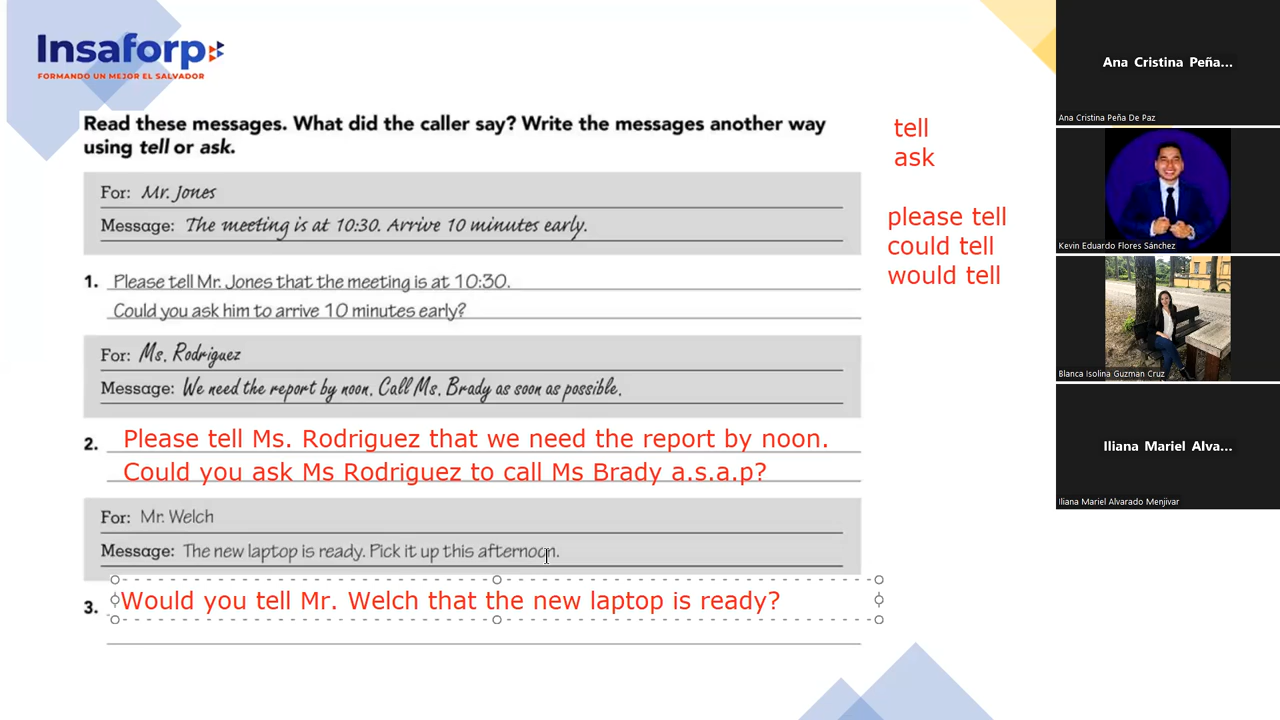 Insaforp
FORMANDO UN MEJOR EL SALVADOR
Read these messages. What did the caller say? Write the messages another way
using tell or ask.
For: Mr. Jones
Message: The meeting is at 10:30. Arrive 10 minutes early.
1. Please tell Mr. Jones that the meeting is at 10:30.
Could you ask him to arrive 10 minutes early?
For: Ms. Rodriguez
Message: We need the report by noon. Call Ms. Brady as soon as possible.
2. Please tell Ms. Rodriguez that we need the report by noon.
Could you ask Ms Rodriguez to call Ms Brady a.s.a.p?
For: Mr. Welch
Message: The new laptop is ready. Pick it up this afternoon.
3. Would you tell Mr. Welch that the new laptop is ready?
tell
ask
please tell
could tell
would tell
Ana Cristina Peña...
Ana Cristina Peña De Paz
Kevin Eduardo Flores Sánchez
Blanca Isolina Guzman Cruz
Iliana Mariel Alva...
Iliana Mariel Alvarado Menjivar